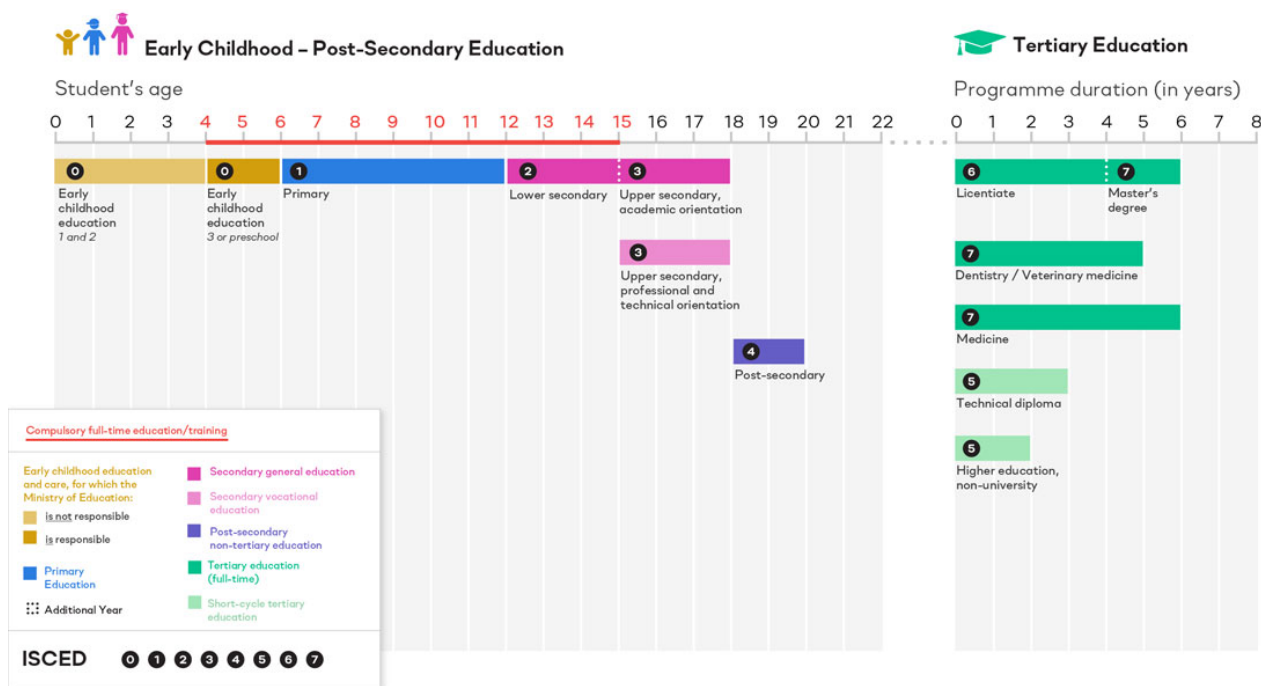 Early Childhood – Post-Secondary Education
Student's age
0 1 2 3 4 5 6 7 8 9 10 11 12 13 14 15 16 17 18 19 20 21 22
0
Early
childhood
education
1 and 2
0
Early
childhood
education
3 or preschool
1
Primary
2
Lower secondary
3
Upper secondary,
academic orientation
3
Upper secondary,
professional and
technical orientation
4
Post-secondary
Tertiary Education
Programme duration (in years)
0 1 2 3 4 5 6 7 8
6
Licentiate
7
Master's
degree
7
Dentistry / Veterinary medicine
7
Medicine
5
Technical diploma
5
Higher education,
non-university
Compulsory full-time education/training
Early childhood education
and care, for which the
Ministry of Education:
is not responsible
is responsible
Primary
Education
Additional Year
Secondary general education
Secondary vocational
education
Post-secondary
non-tertiary education
Tertiary education
(full-time)
Short-cycle tertiary
education
ISCED 0 1 2 3 4 5 6 7